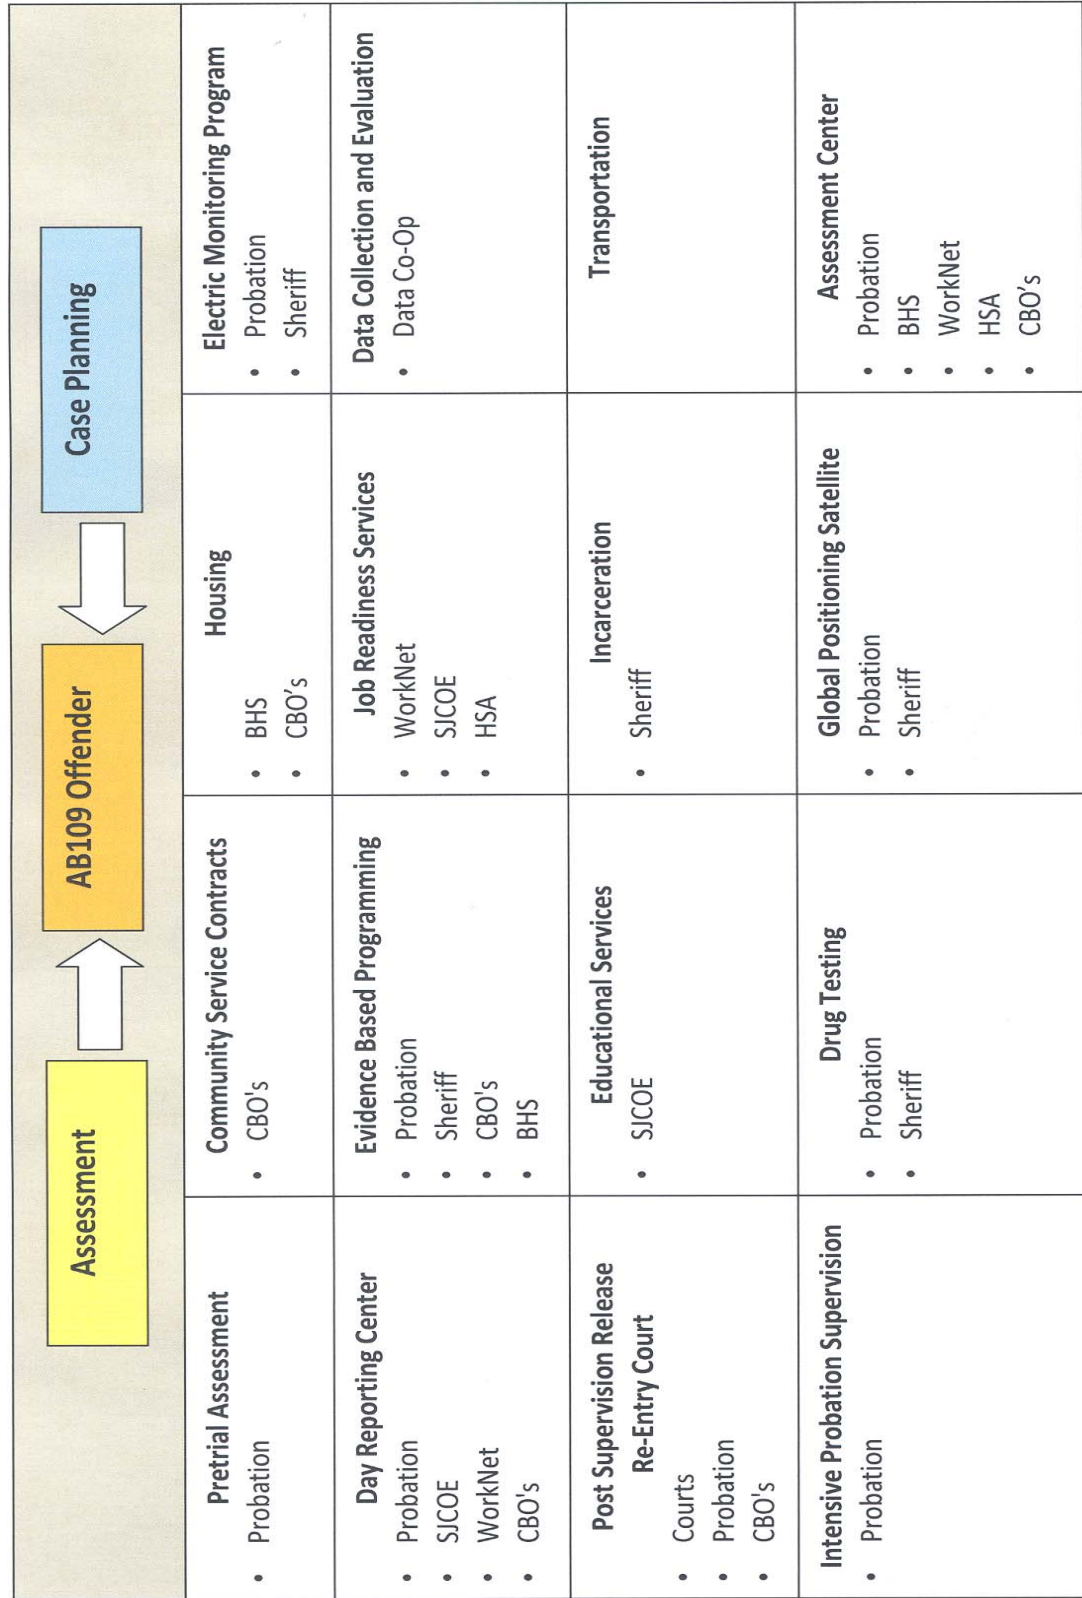 Assessment
AB109 Offender
Case Planning
Pretrial Assessment
• Probation
Community Service Contracts
• CBO's
Housing
• BHS
• CBO's
Electric Monitoring Program
• Probation
• Sheriff
Day Reporting Center
• Probation
• SJCOE
• WorkNet
• CBO's
Evidence Based Programming
• Probation
• Sheriff
• CBO's
• BHS
Job Readiness Services
• WorkNet
• SJCOE
• HSA
Data Collection and Evaluation
• Data Co-Op
Post Supervision Release
Re-Entry Court
• Courts
• Probation
• CBO's
Educational Services
• SJCOE
Incarceration
• Sheriff
Transportation
Intensive Probation Supervision
• Probation
Drug Testing
• Probation
• Sheriff
Global Positioning Satellite
• Probation
• Sheriff
Assessment Center
• Probation
• BHS
• WorkNet
• HSA
• CBO's